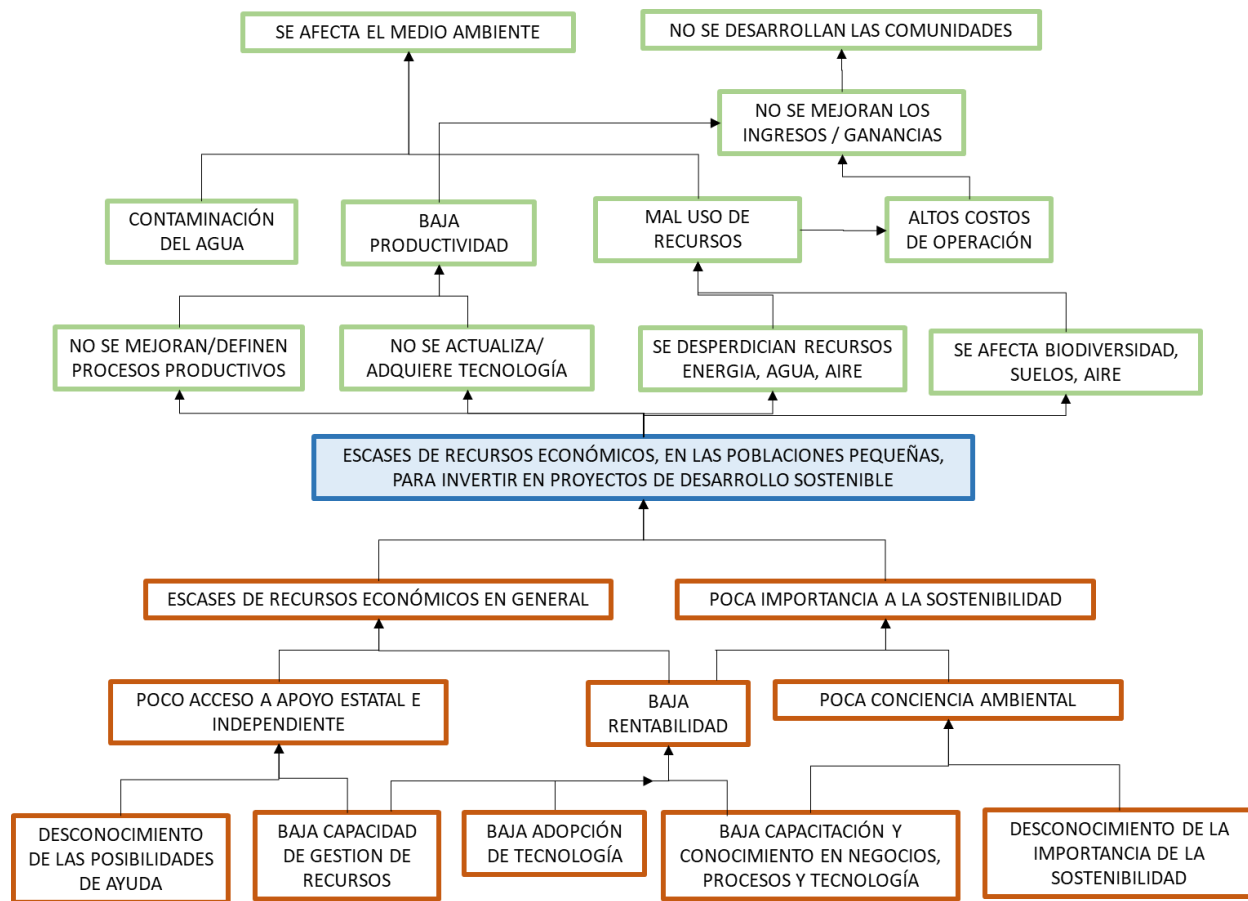 SE AFECTA EL MEDIO AMBIENTE
NO SE DESARROLLAN LAS COMUNIDADES
NO SE MEJORAN LOS
INGRESOS / GANANCIAS
CONTAMINACIÓN
DEL AGUA
BAJA
PRODUCTIVIDAD
MAL USO DE
RECURSOS
ALTOS COSTOS
DE OPERACIÓN
NO SE MEJORAN/DEFINEN
PROCESOS PRODUCTIVOS
NO SE ACTUALIZA/
ADQUIERE TECNOLOGÍA
SE DESPERDICIAN RECURSOS
ENERGIA, AGUA, AIRE
SE AFECTA BIODIVERSIDAD,
SUELOS, AIRE
ESCASES DE RECURSOS ECONÓMICOS, EN LAS POBLACIONES PEQUEÑAS,
PARA INVERTIR EN PROYECTOS DE DESARROLLO SOSTENIBLE
ESCASES DE RECURSOS ECONÓMICOS EN GENERAL
POCA IMPORTANCIA A LA SOSTENIBILIDAD
POCO ACCESO A APOYO ESTATAL E
INDEPENDIENTE
BAJA
RENTABILIDAD
POCA CONCIENCIA AMBIENTAL
DESCONOCIMIENTO
DE LAS POSIBILIDADES
DE AYUDA
BAJA CAPACIDAD
DE GESTION DE
RECURSOS
BAJA ADOPCIÓN
DE TECNOLOGÍA
BAJA CAPACITACIÓN Y
CONOCIMIENTO EN NEGOCIOS,
PROCESOS Y TECNOLOGÍA
DESCONOCIMIENTO DE LA
IMPORTANCIA DE LA
SOSTENIBILIDAD